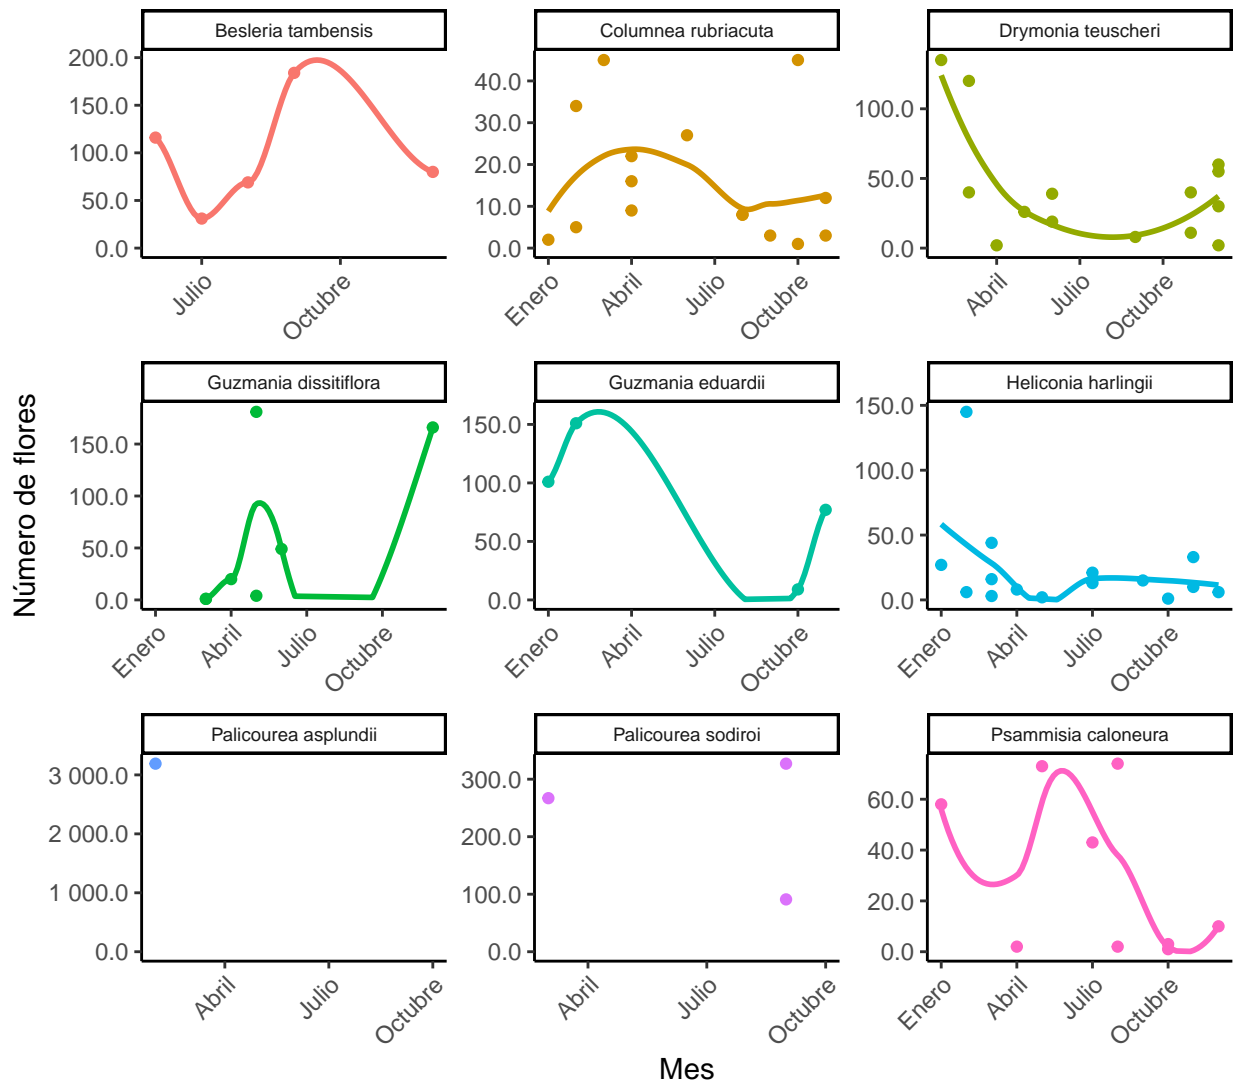 Besleria tambensis
Columnea rubriacuta
Drymonia teuscheri
200.0
150.0
100.0
50.0
0.0
Julio
Octubre
40.0
30.0
20.0
10.0
0.0
Enero
Abril
Julio
Octubre
100.0
50.0
0.0
Abril
Julio
Octubre
Número de flores
Guzmania dissitiflora
Guzmania eduardii
Heliconia harlingii
150.0
100.0
50.0
0.0
Enero
Abril
Julio
Octubre
150.0
100.0
50.0
0.0
Enero
Abril
Julio
Octubre
150.0
100.0
50.0
0.0
Enero
Abril
Julio
Octubre
Palicourea asplundii
Palicourea sodiroi
Psammisia caloneura
3 000.0
2 000.0
1 000.0
0.0
Abril
Julio
Octubre
300.0
200.0
100.0
0.0
Abril
Julio
Octubre
60.0
40.0
20.0
0.0
Enero
Abril
Julio
Octubre
Mes